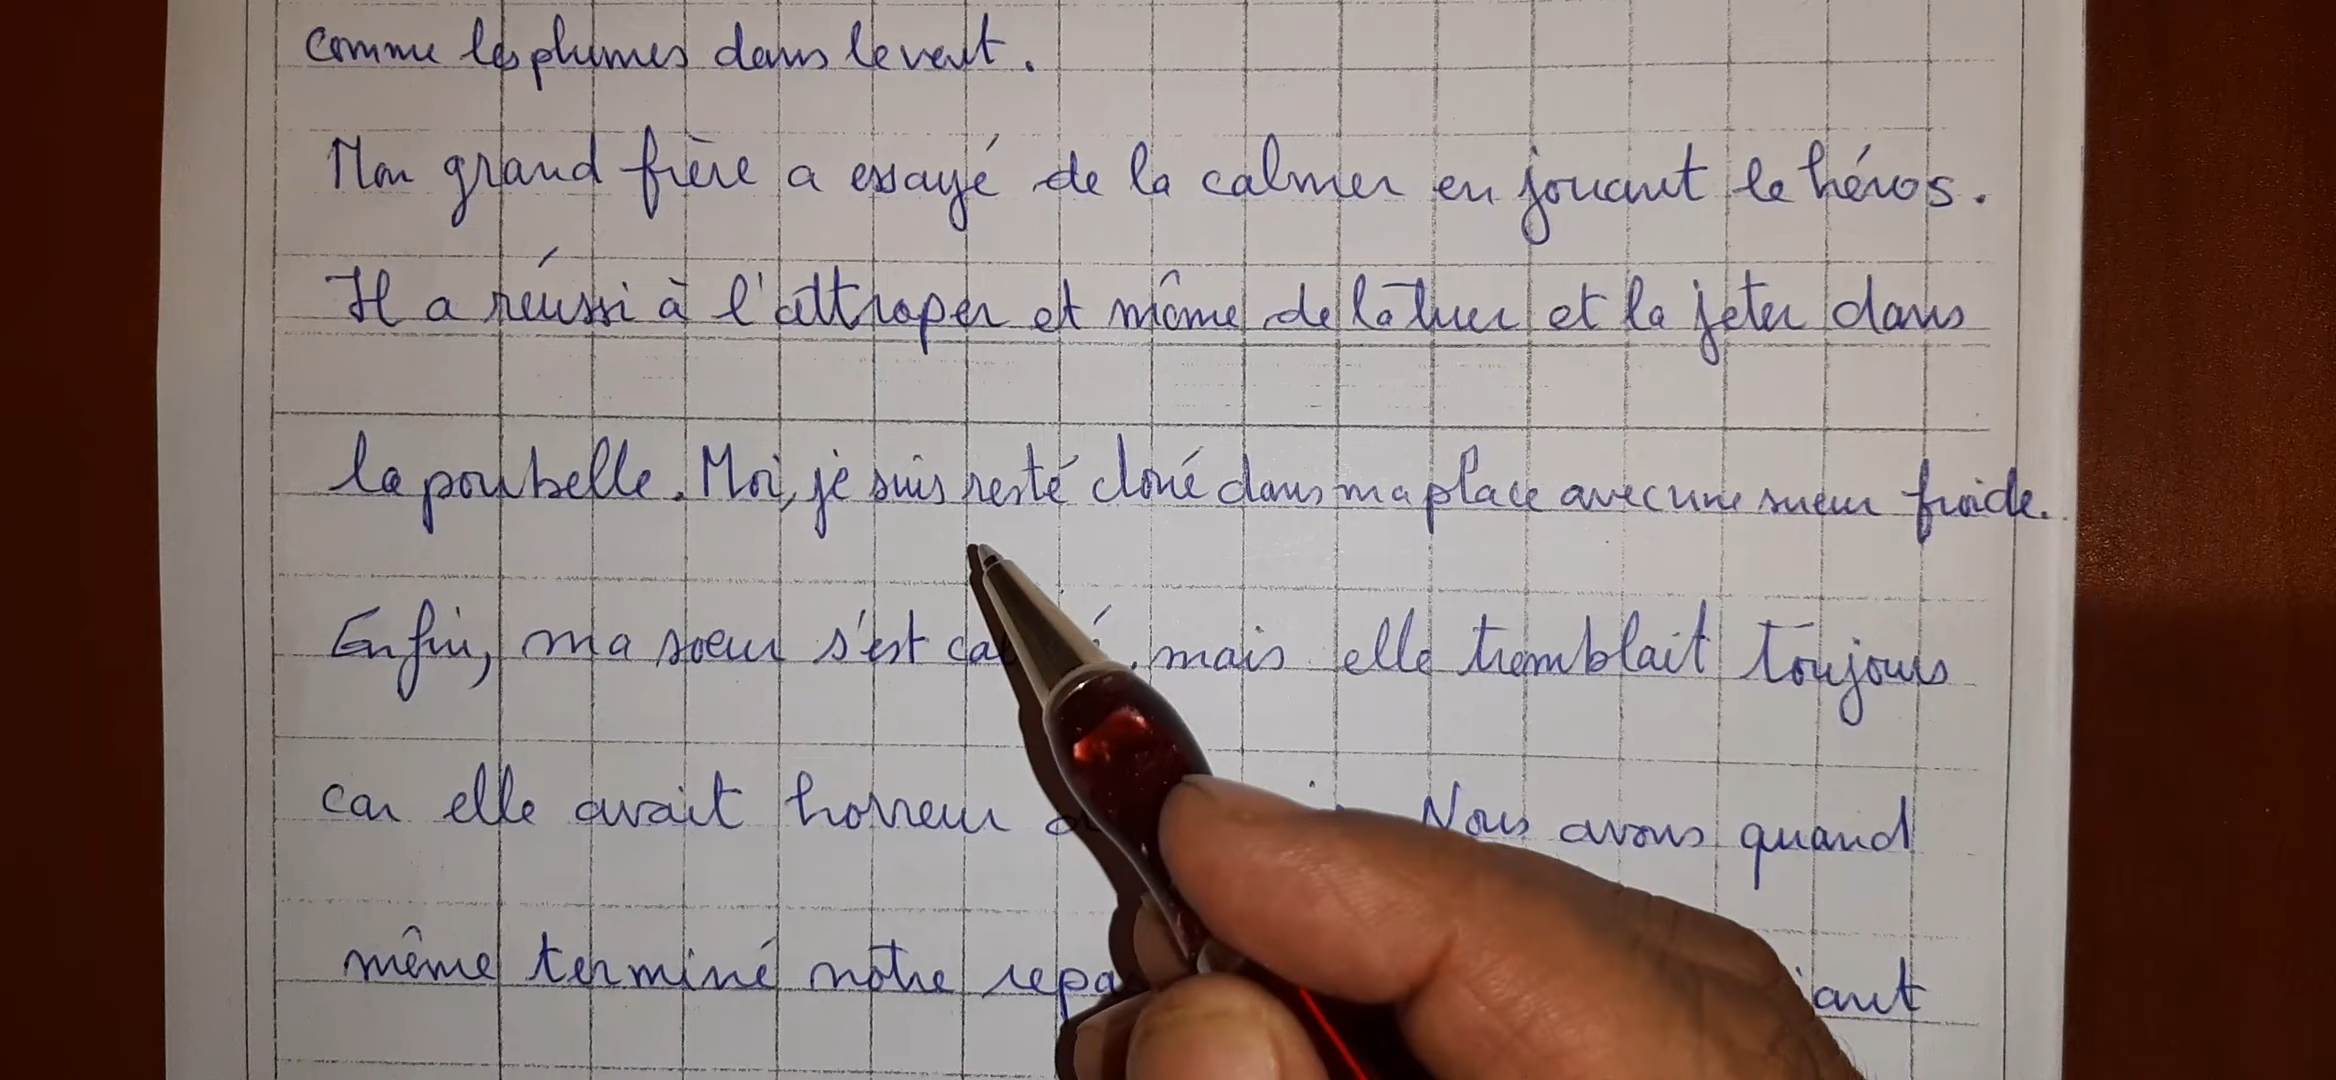 comme les plumes dans le vent.
Mon grand frère a essayé de la calmer en jouant le héros.
Il a réussi à l'attraper et même de la tuer et la jeter dans
la poubelle. Moi, je suis resté cloué dans ma place avec une sueur froide.
Enfin, ma soeur s'est mais elle tremblait toujours
car elle avait horreur Nous avons quand
même terminé notre